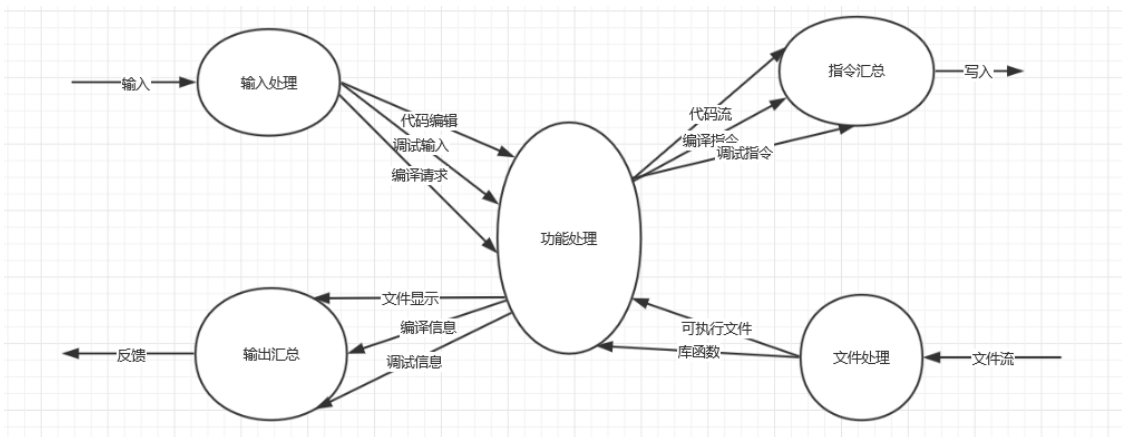 输入
输入处理
代码编辑
调试输入
编译请求
功能处理
代码流
编译指令
调试指令
指令汇总
写入
文件显示
编译信息
调试信息
输出汇总
反馈
可执行文件
库函数
文件处理
文件流